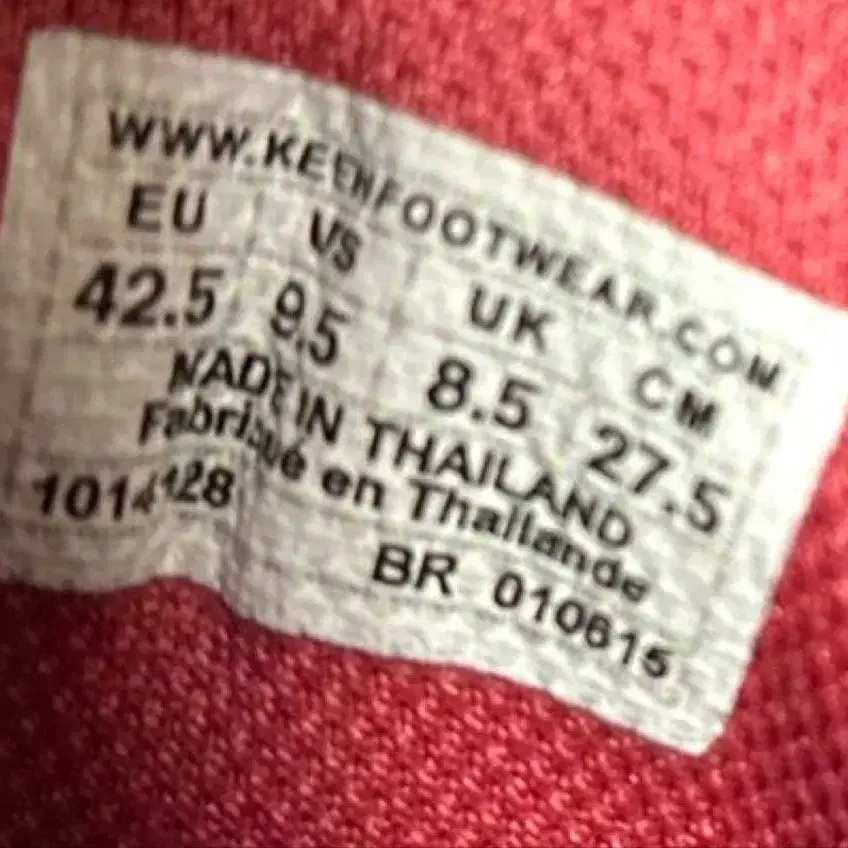 WWW.KEENFOOTWEAR.COM
EU US UK CM
42.5 9.5 8.5 27.5
MADE IN THAILAND
Fabriqué en Thaïlande
1014128
BR 010615